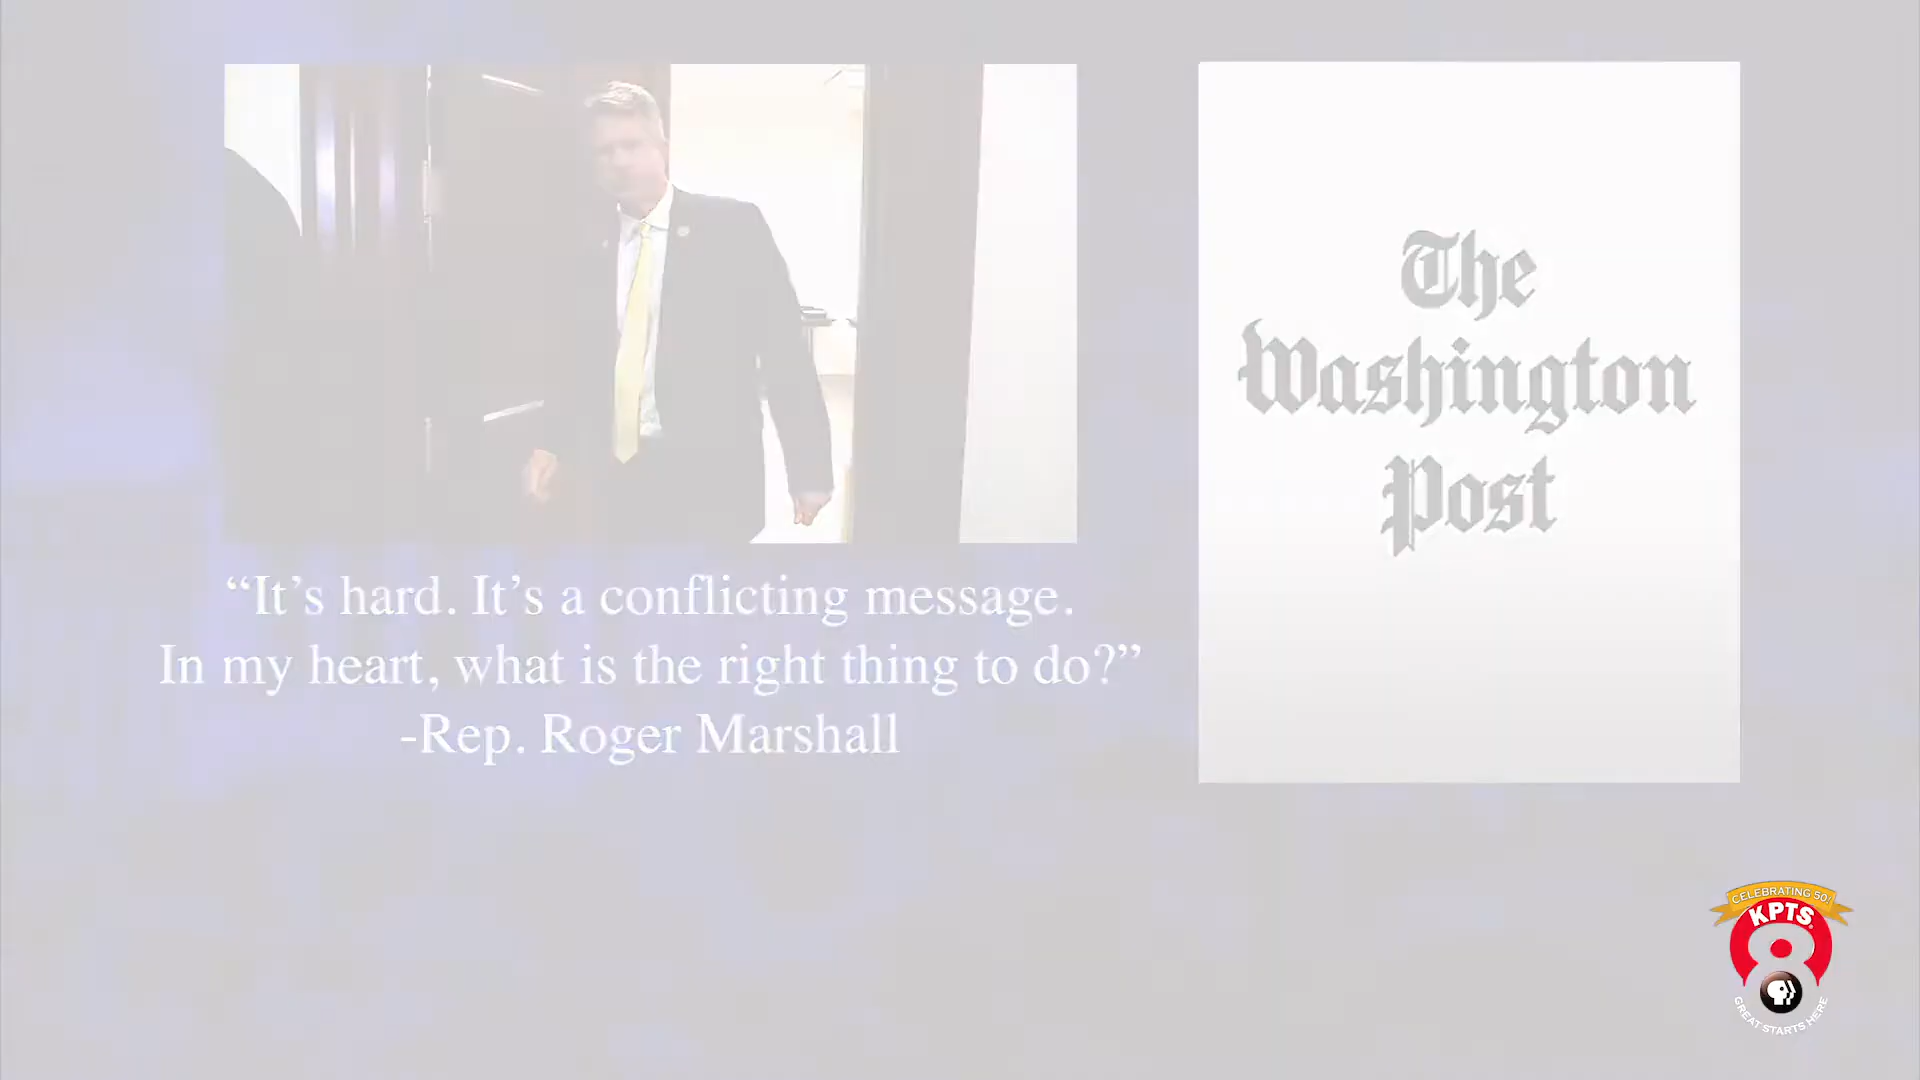 The
Washington
Post
“It’s hard. It’s a conflicting message.
In my heart, what is the right thing to do?”
-Rep. Roger Marshall
CELEBRATING 50!
KPTS
8
GREAT STARTS HERE